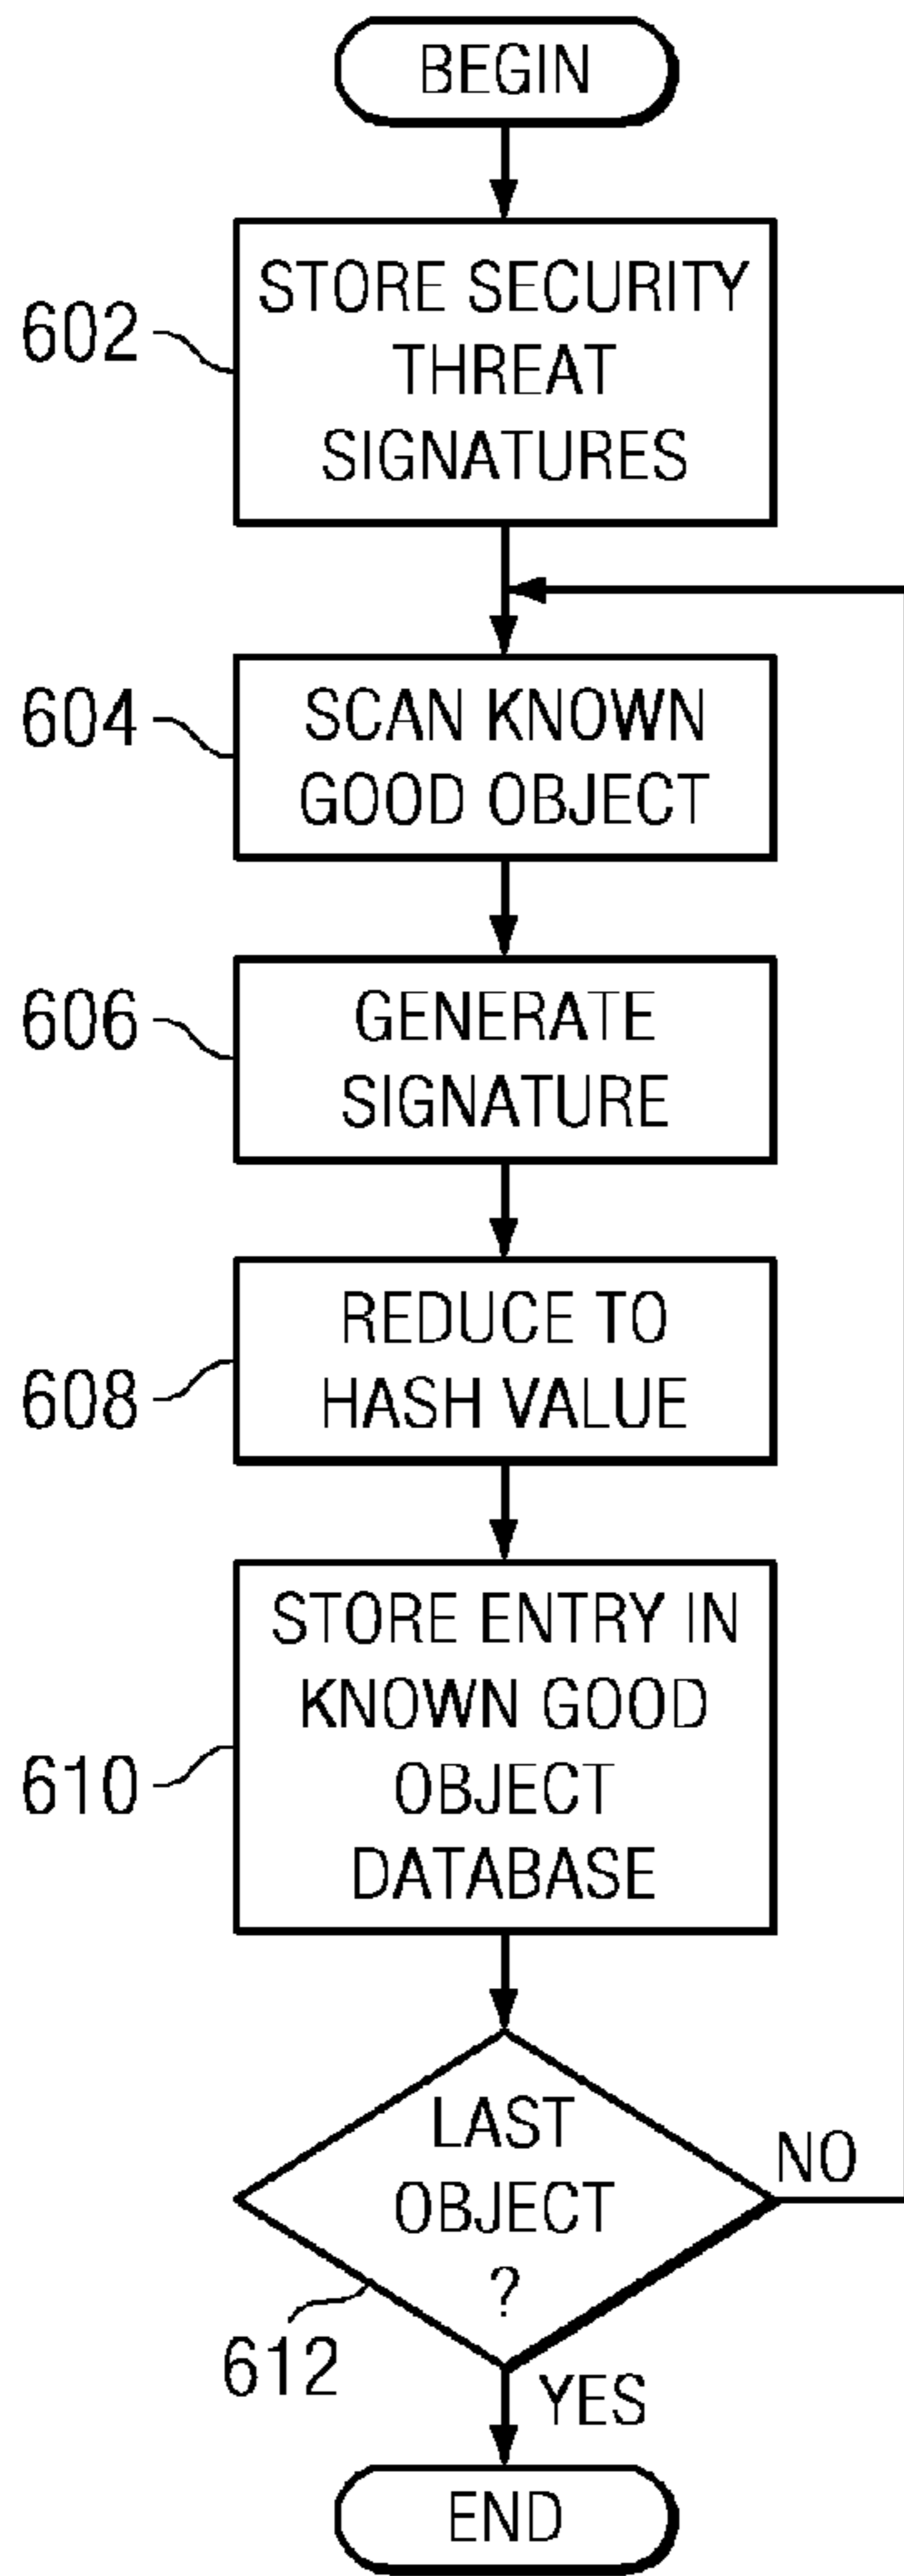 BEGIN
602
STORE SECURITY
THREAT
SIGNATURES
604
SCAN KNOWN
GOOD OBJECT
606
GENERATE
SIGNATURE
608
REDUCE TO
HASH VALUE
610
STORE ENTRY IN
KNOWN GOOD
OBJECT
DATABASE
LAST
OBJECT
?
NO
612
YES
END